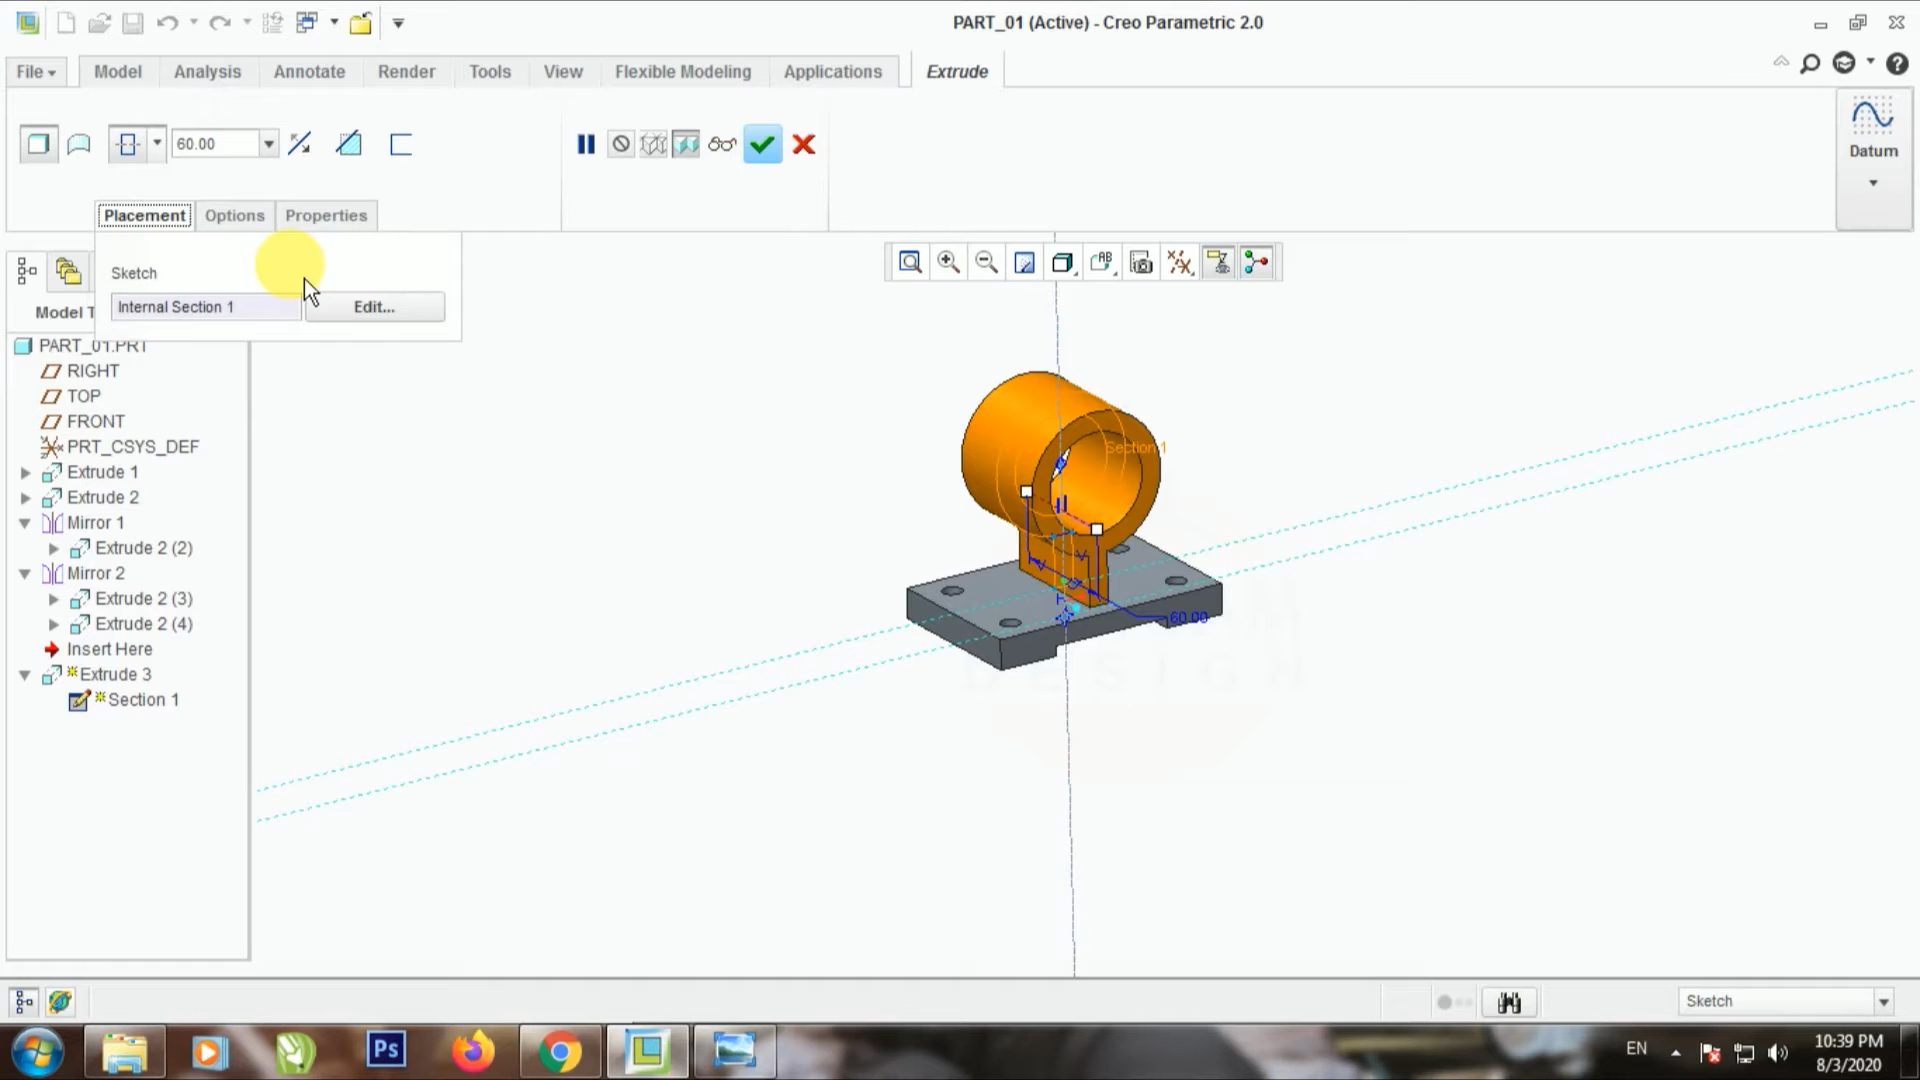 PART_01 (Active) - Creo Parametric 2.0
File
Model
Analysis
Annotate
Render
Tools
View
Flexible Modeling
Applications
Extrude
60.00
Datum
Placement
Options
Properties
Sketch
Internal Section 1
Edit...
Model T
PART_01.PRT
RIGHT
TOP
FRONT
PRT_CSYS_DEF
Extrude 1
Extrude 2
Mirror 1
Extrude 2 (2)
Mirror 2
Extrude 2 (3)
Extrude 2 (4)
Insert Here
Extrude 3
Section 1
Section 1
60.00
DESIGN
Sketch
Ps
EN
10:39 PM
8/3/2020